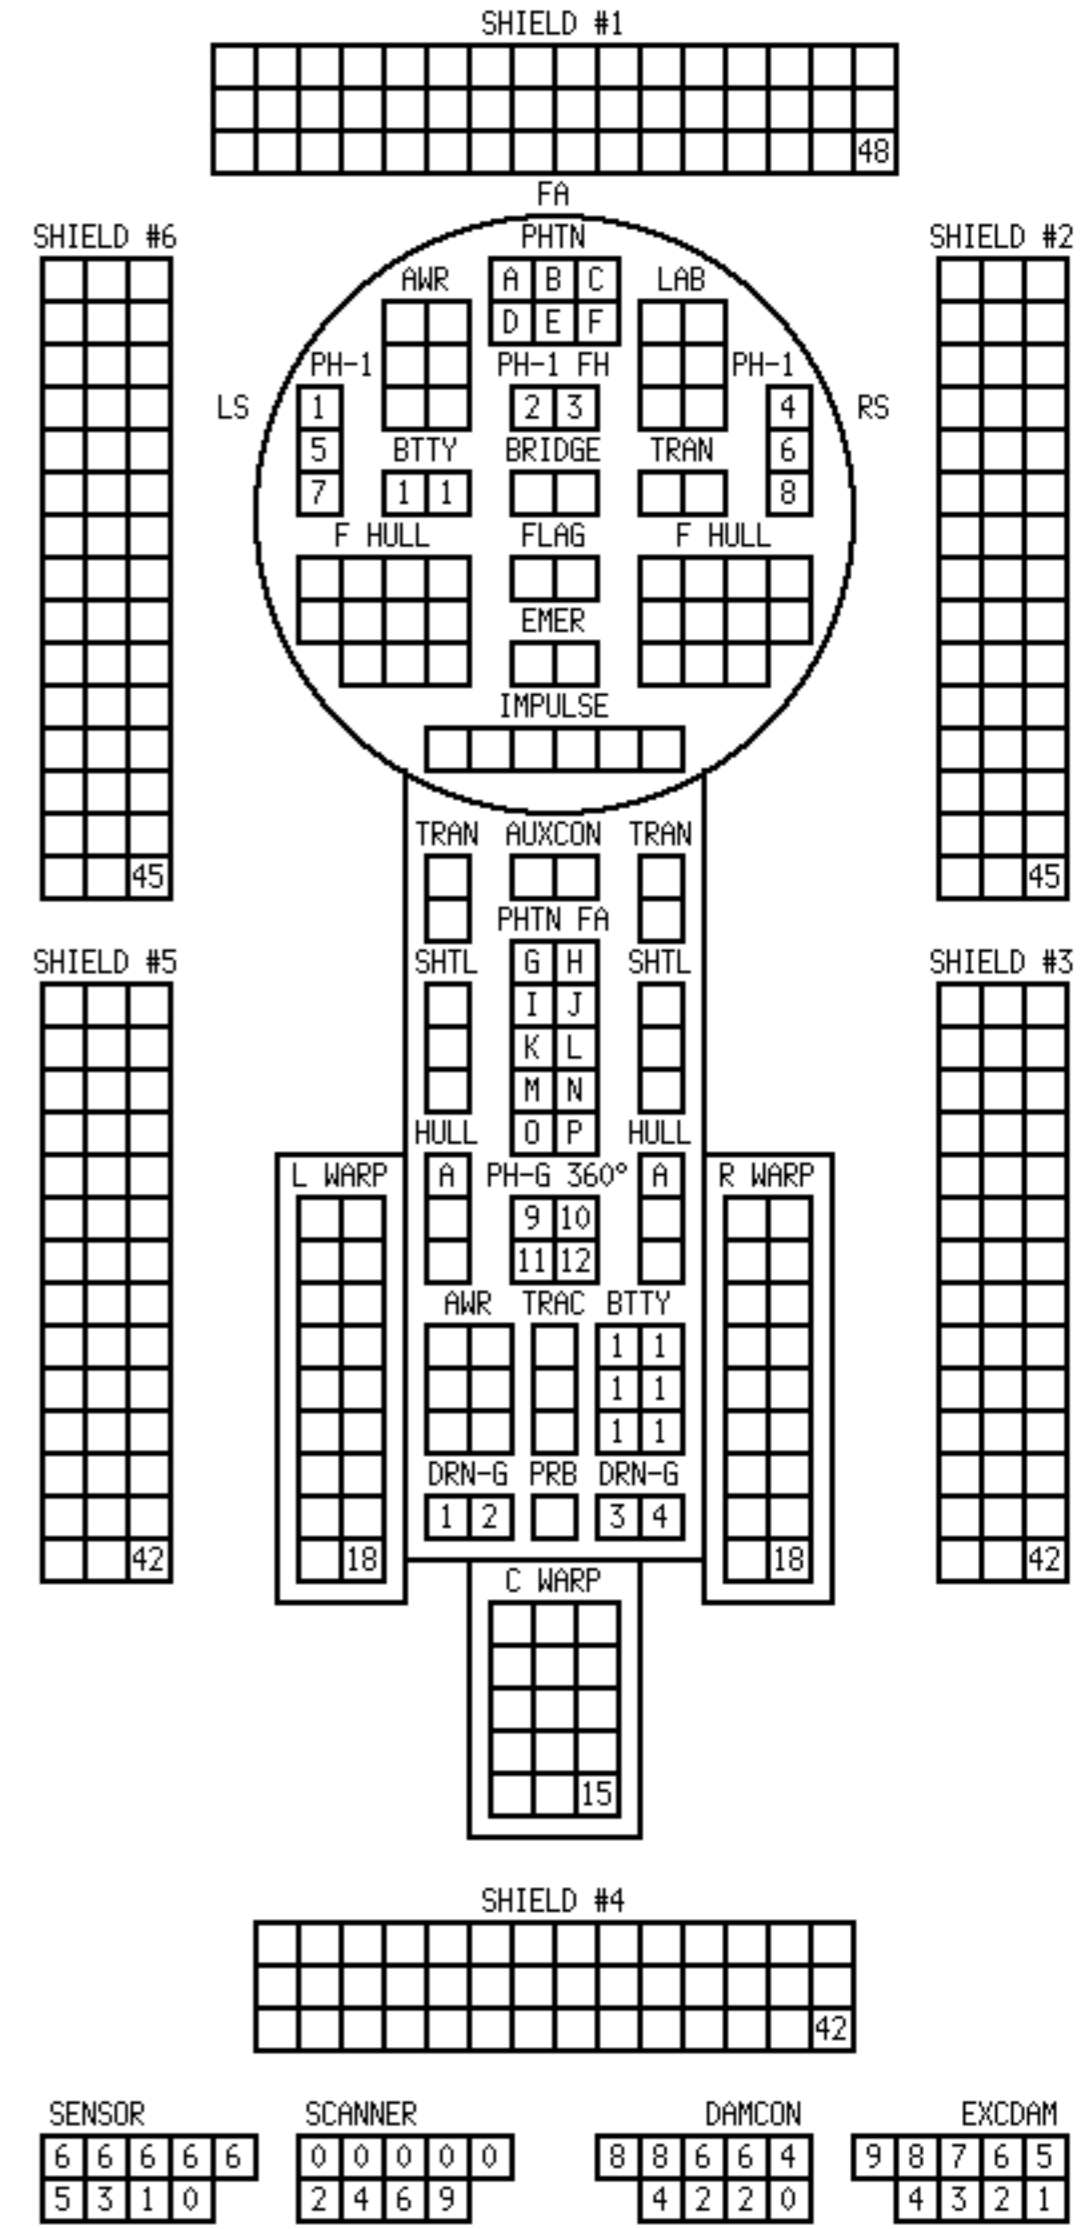 SHIELD #1
48
FA
SHIELD #6 PHTN SHIELD #2
AWR A B C LAB
D E F
PH-1 PH-1 FH PH-1
LS 1 2 3 4 RS
5 BTTY BRIDGE TRAN 6
7 1 1 8
F HULL FLAG F HULL
EMER
IMPULSE
TRAN AUXCON TRAN
45 45
PHTN FA
SHIELD #5 SHTL G H SHTL SHIELD #3
I J
K L
M N
HULL O P HULL
L WARP A PH-G 360° A R WARP
9 10
11 12
AWR TRAC BTTY
1 1
1 1
1 1
DRN-G PRB DRN-G
1 2 3 4
42 18 18 42
C WARP
15
SHIELD #4
42
SENSOR SCANNER DAMCON EXCDAM
6 6 6 6 6 0 0 0 0 0 8 8 6 6 4 9 8 7 6 5
5 3 1 0 2 4 6 9 4 2 2 0 4 3 2 1